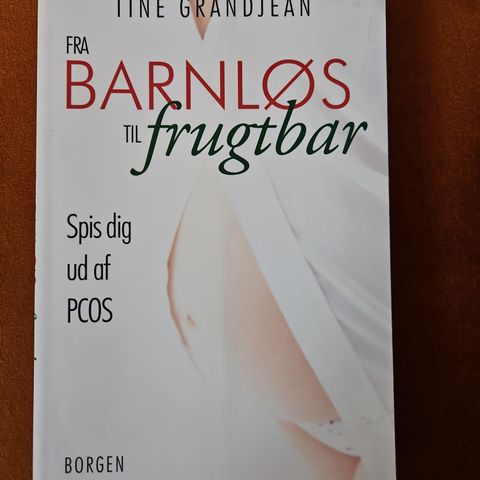 TINE GRANDJEAN
FRA
BARNLØS
TIL frugtbar
Spis dig
ud af
PCOS
BORGEN